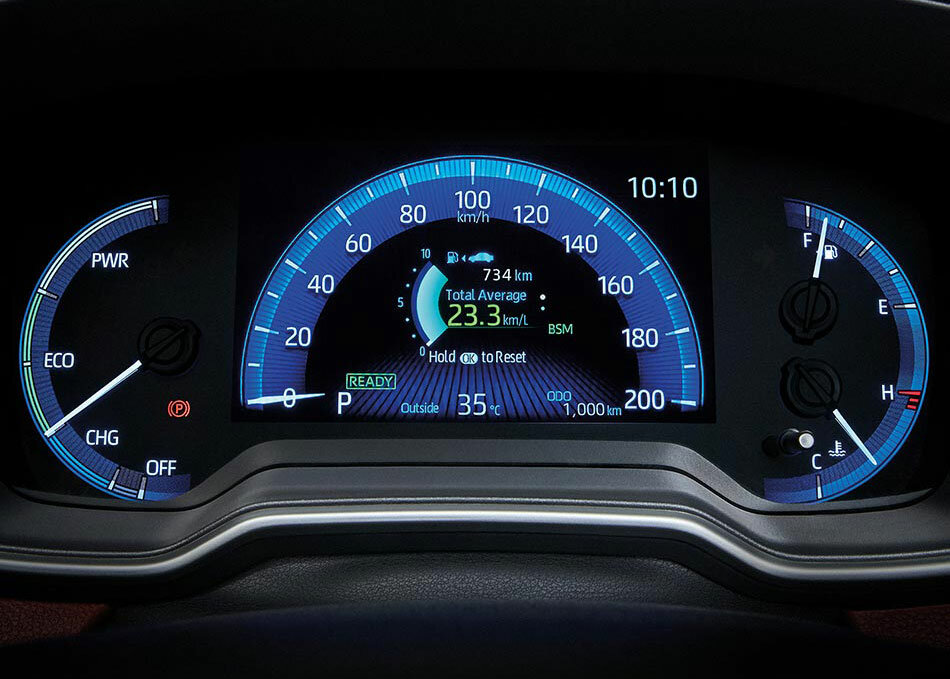 PWR
ECO
CHG
OFF
(P)
10:10
0
20
40
60
80
100
km/h
120
140
160
180
200
10
5
0
734 km
Total Average
23.3 km/L
BSM
Hold OK to Reset
READY
P
Outside 35 °C
ODO
1,000 km
F
E
H
C